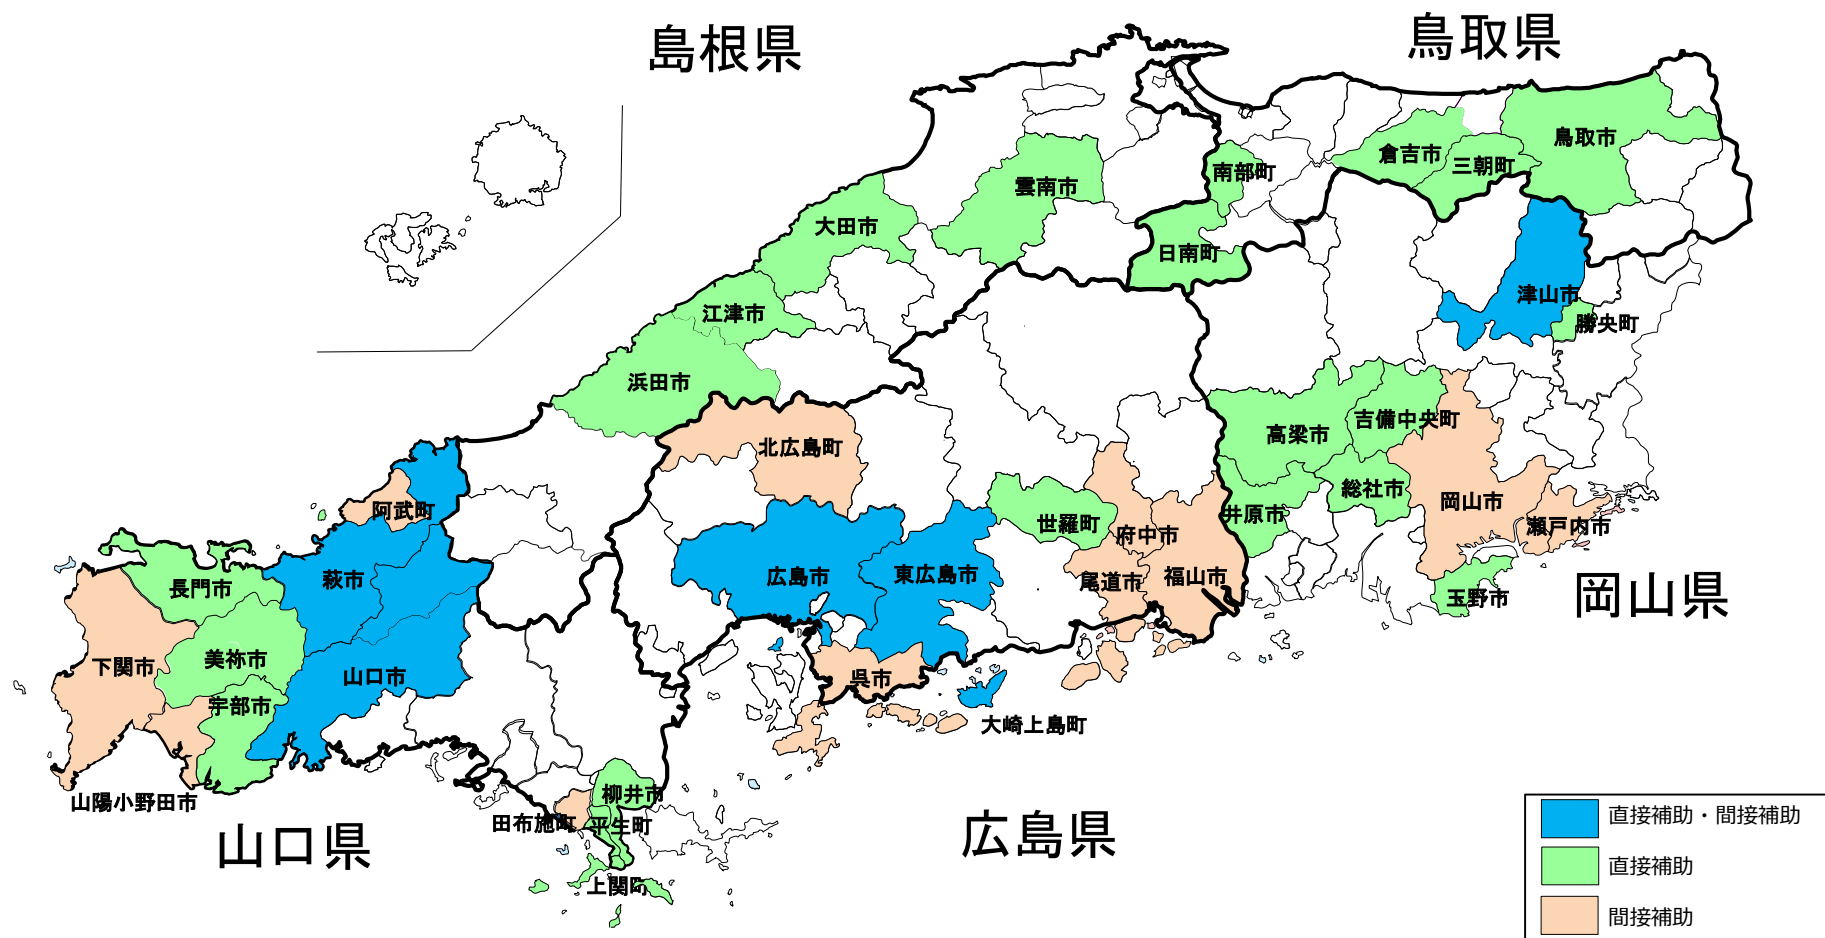 島根県
鳥取県
鳥取市
倉吉市
三朝町
南部町
雲南市
大田市
日南町
江津市
津山市
勝央町
浜田市
吉備中央町
高梁市
北広島町
総社市
岡山市
阿武町
世羅町
井原市
瀬戸内市
府中市
広島市
東広島市
尾道市
福山市
萩市
長門市
玉野市
岡山県
下関市
美祢市
山口市
呉市
宇部市
大崎上島町
山陽小野田市
柳井市
田布施町
平生町
山口県
広島県
上関町
直接補助・間接補助
直接補助
間接補助